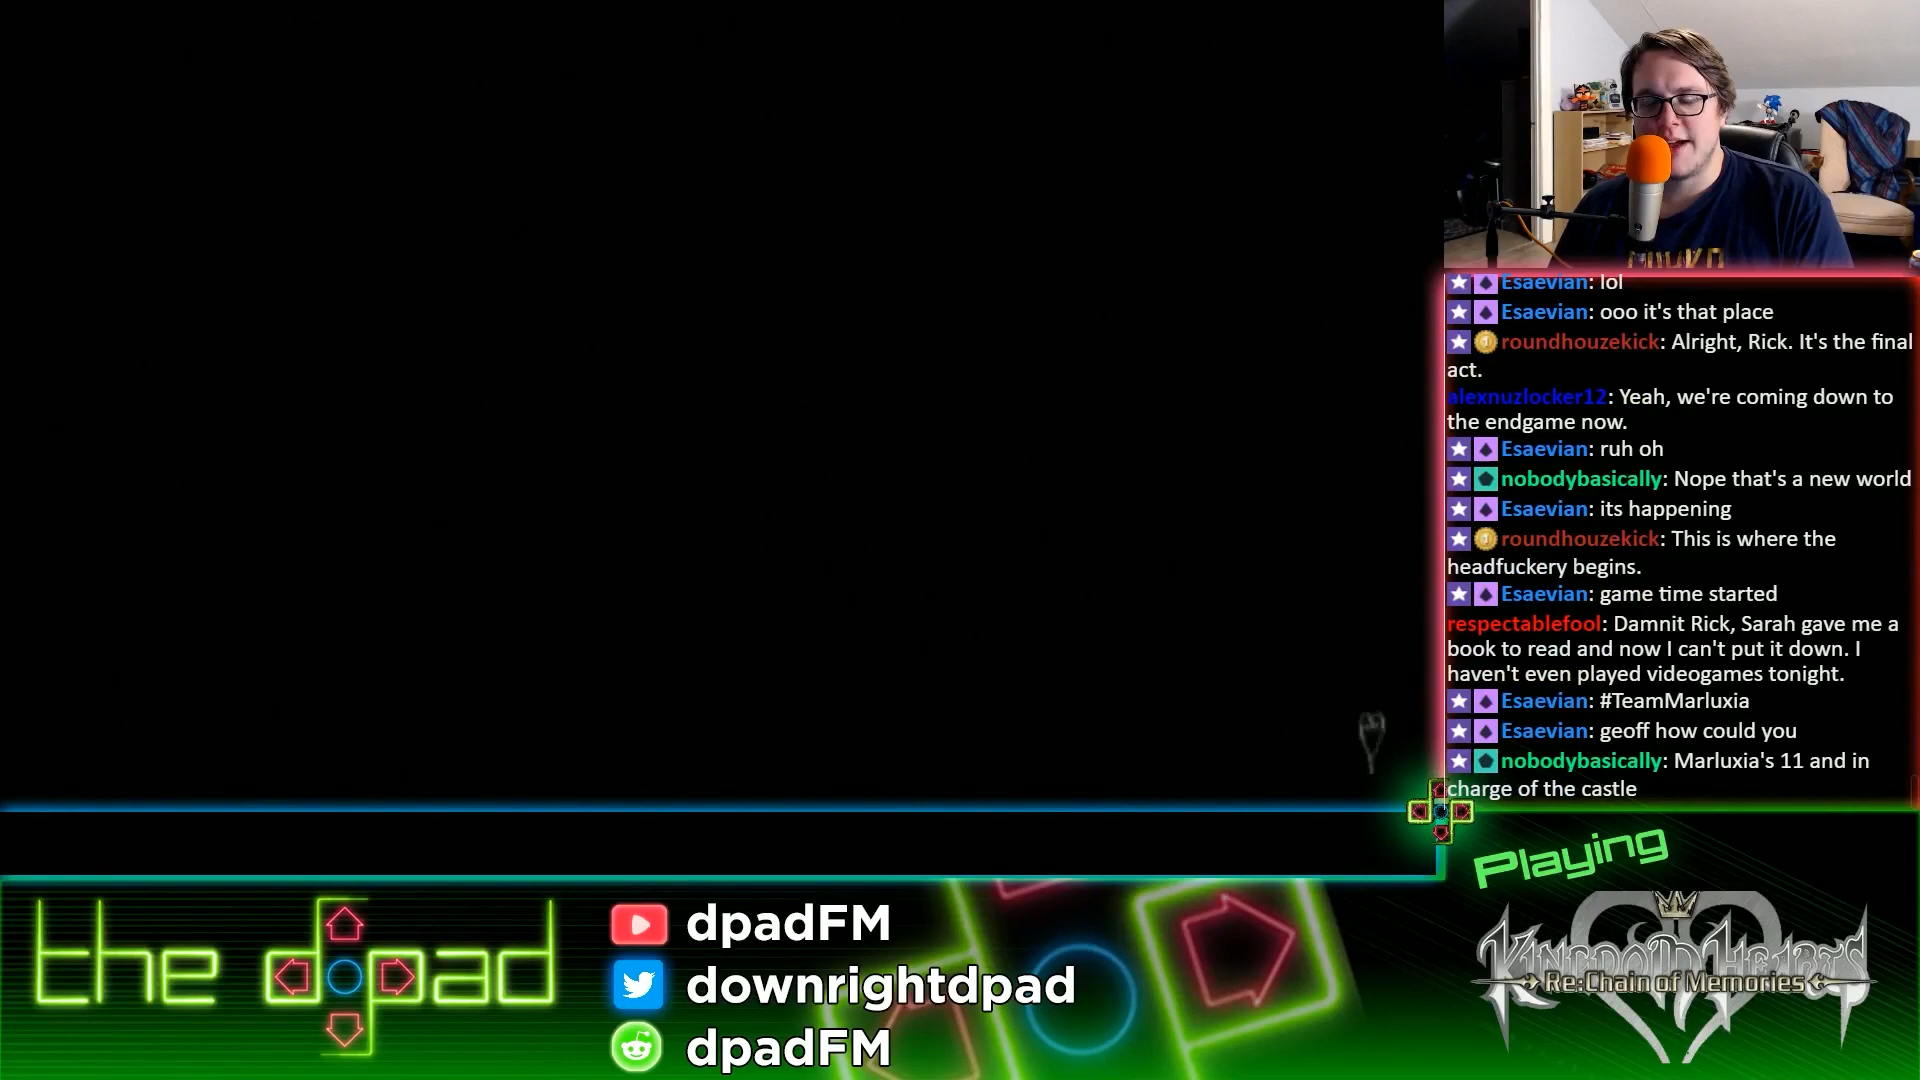 Esaevian: lol
Esaevian: ooo it's that place
roundhouzekick: Alright, Rick. It's the final
act.
alexnuzlocker12: Yeah, we're coming down to
the endgame now.
Esaevian: ruh oh
nobodybasically: Nope that's a new world
Esaevian: its happening
roundhouzekick: This is where the
headfuckery begins.
Esaevian: game time started
respectablefool: Damnit Rick, Sarah gave me a
book to read and now I can't put it down. I
haven't even played videogames tonight.
Esaevian: #TeamMarluxia
Esaevian: geoff how could you
nobodybasically: Marluxia's 11 and in
charge of the castle
Playing
KINGDOM HEARTS
Re:Chain of Memories
the dpad
dpadFM
downrightdpad
dpadFM